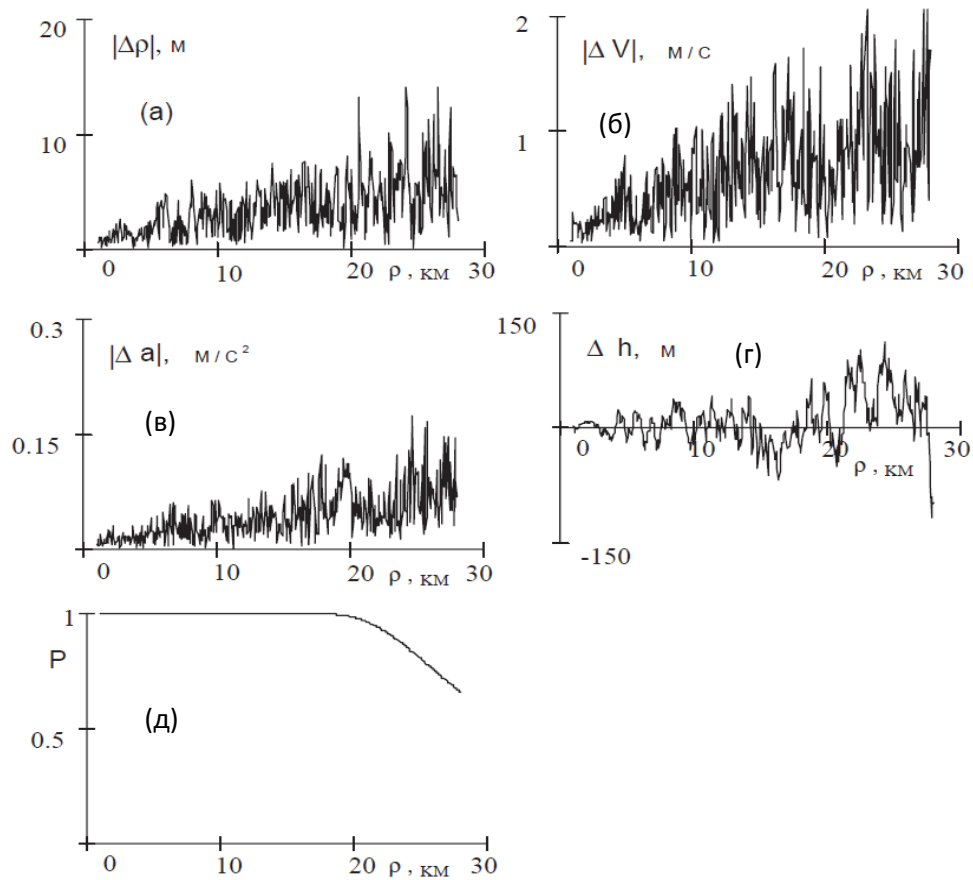 20
|Δρ|, м
(а)
10
0 10 20 ρ , км 30
2
|Δ V|, м / с
(б)
1
0 10 20 ρ , км 30
0.3
|Δ a|, м / с²
(в)
0.15
0 10 20 ρ , км 30
150
Δ h, м
(г)
0 10 20 30
ρ , км
-150
1
P
(д)
0.5
0 10 20 ρ , км 30